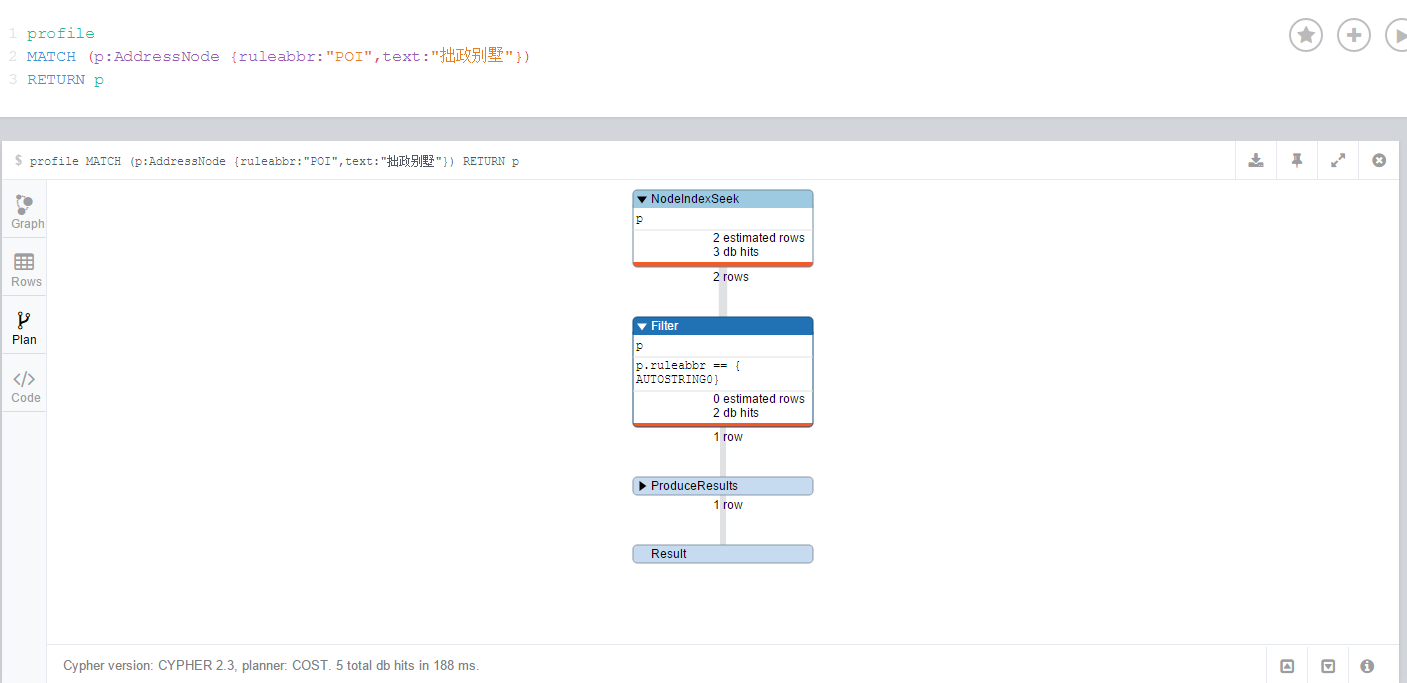 1 profile
2 MATCH (p:AddressNode {ruleabbr:"POI",text:"拙政别墅"})
3 RETURN p
$ profile MATCH (p:AddressNode {ruleabbr:"POI",text:"拙政别墅"}) RETURN p
Graph
Rows
Plan
Code
NodeIndexSeek
p
2 estimated rows
3 db hits
2 rows
Filter
p
p.ruleabbr == {
AUTOSTRING0}
0 estimated rows
2 db hits
1 row
ProduceResults
1 row
Result
Cypher version: CYPHER 2.3, planner: COST. 5 total db hits in 188 ms.